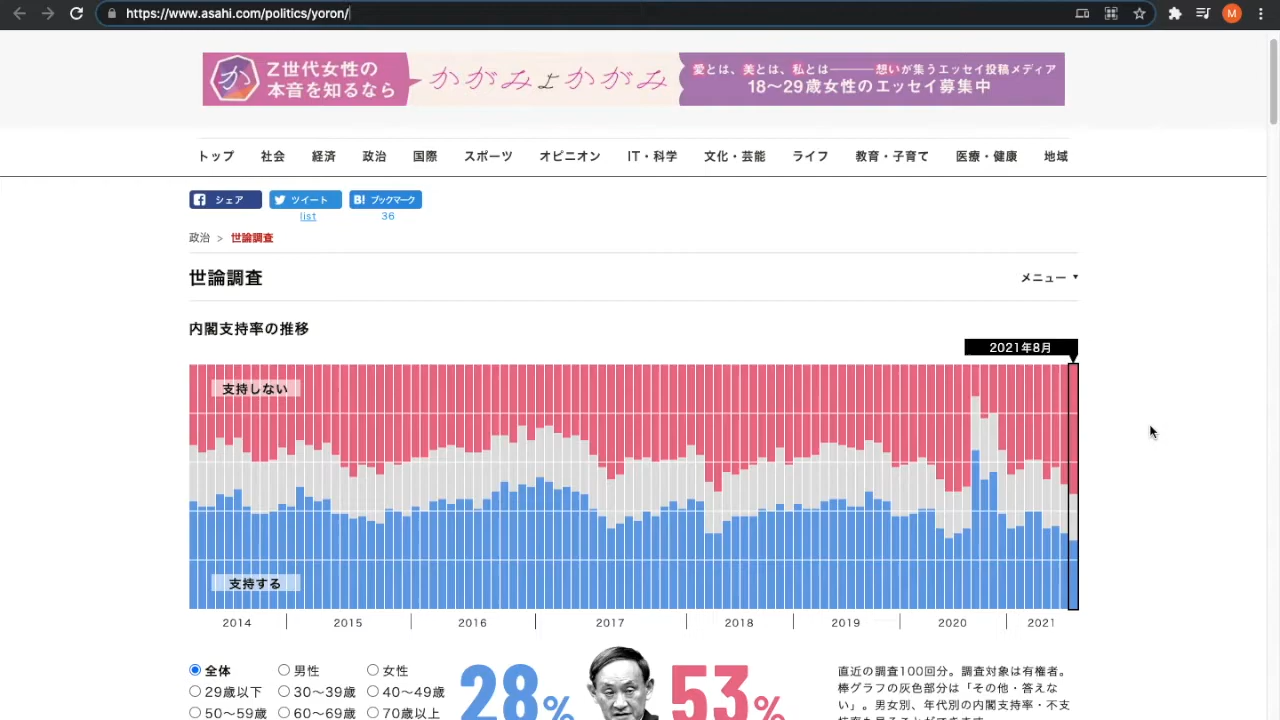 https://www.asahi.com/politics/yoron/
M
か
Z世代女性の
本音を知るなら
かがみよかがみ
愛とは、美とは、私とは———想いが集うエッセイ投稿メディア
18〜29歳女性のエッセイ募集中
トップ 社会 経済 政治 国際 スポーツ オピニオン IT・科学 文化・芸能 ライフ 教育・子育て 医療・健康 地域
シェア ツイート B! ブックマーク
list 36
政治 > 世論調査
世論調査
メニュー ▼
内閣支持率の推移
2021年8月
支持しない
支持する
2014 2015 2016 2017 2018 2019 2020 2021
全体 男性 女性
29歳以下 30〜39歳 40〜49歳
50〜59歳 60〜69歳 70歳以上
28%
53%
直近の調査100回分。調査対象は有権者。
棒グラフの灰色部分は「その他・答えな
い」。男女別、年代別の内閣支持率・不支